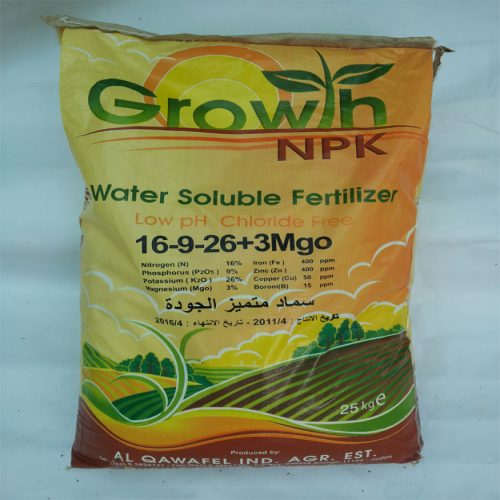 Growth
NPK
Water Soluble Fertilizer
Low pH Chloride Free
16-9-26+3Mgo
Nitrogen (N) 16% Iron (Fe ) 400 ppm
Phosphorus (P2O5 ) 9% Zinc (Zn ) 400 ppm
Potassium ( K2O ) 26% Copper (Cu) 50 ppm
Magnesium (Mgo) 3% Boroni(B) 15 ppm
سماد متميز الجودة
تاريخ الانتاج : 2011/4 - تاريخ الانتهاء : 2016/4
25 kg e
Produced by:
AL QAWAFEL IND. AGR. EST.